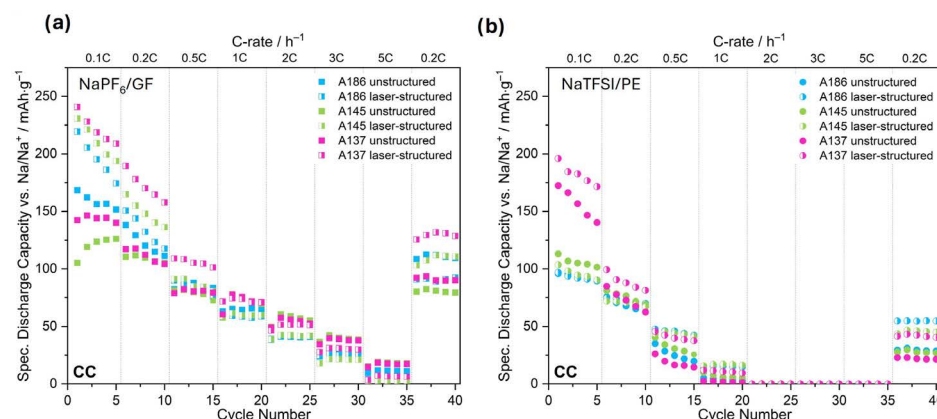 (a)
C-rate / h⁻¹
0.1C 0.2C 0.5C 1C 2C 3C 5C 0.2C
NaPF₆/GF
A186 unstructured
A186 laser-structured
A145 unstructured
A145 laser-structured
A137 unstructured
A137 laser-structured
Spec. Discharge Capacity vs. Na/Na⁺ / mAh·g⁻¹
250
200
150
100
50
0
CC
0 5 10 15 20 25 30 35 40
Cycle Number
(b)
C-rate / h⁻¹
0.1C 0.2C 0.5C 1C 2C 3C 5C 0.2C
NaTFSI/PE
A186 unstructured
A186 laser-structured
A145 unstructured
A145 laser-structured
A137 unstructured
A137 laser-structured
Spec. Discharge Capacity vs. Na/Na⁺ / mAh·g⁻¹
250
200
150
100
50
0
CC
0 5 10 15 20 25 30 35 40
Cycle Number